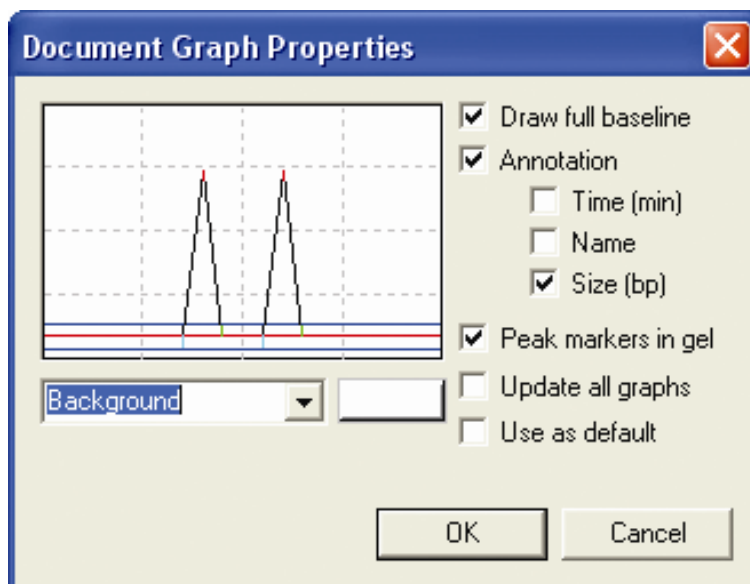 Document Graph Properties
Draw full baseline
Annotation
Time (min)
Name
Size (bp)
Peak markers in gel
Background
Update all graphs
Use as default
OK
Cancel